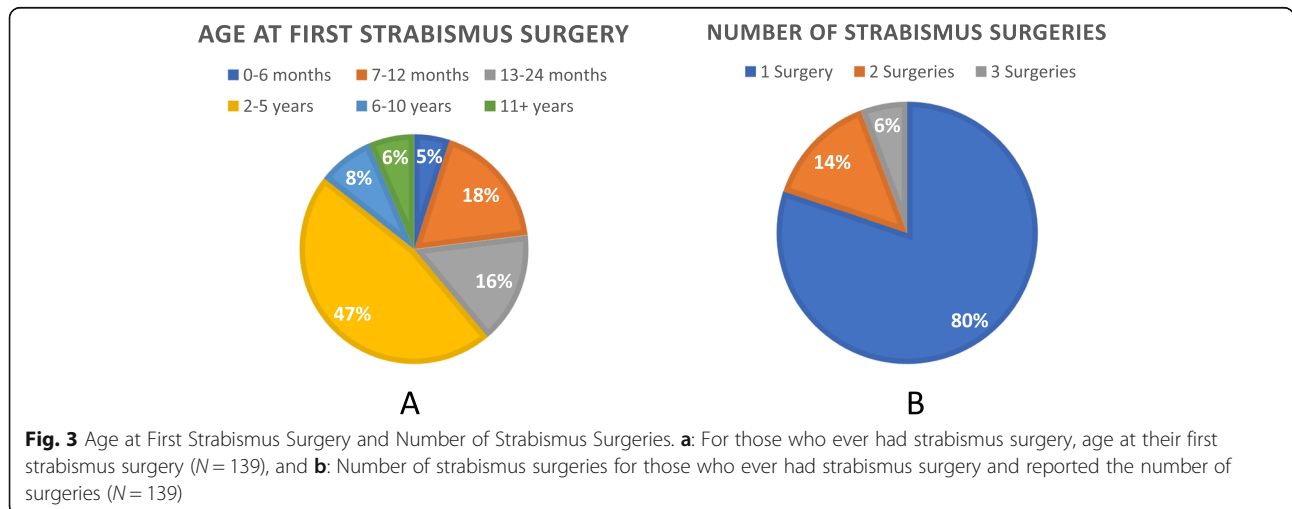 AGE AT FIRST STRABISMUS SURGERY
0-6 months 7-12 months 13-24 months
2-5 years 6-10 years 11+ years
6% 5%
8%
18%
16%
47%
A
NUMBER OF STRABISMUS SURGERIES
1 Surgery 2 Surgeries 3 Surgeries
6%
14%
80%
B
Fig. 3 Age at First Strabismus Surgery and Number of Strabismus Surgeries. a: For those who ever had strabismus surgery, age at their first
strabismus surgery (N = 139), and b: Number of strabismus surgeries for those who ever had strabismus surgery and reported the number of
surgeries (N = 139)